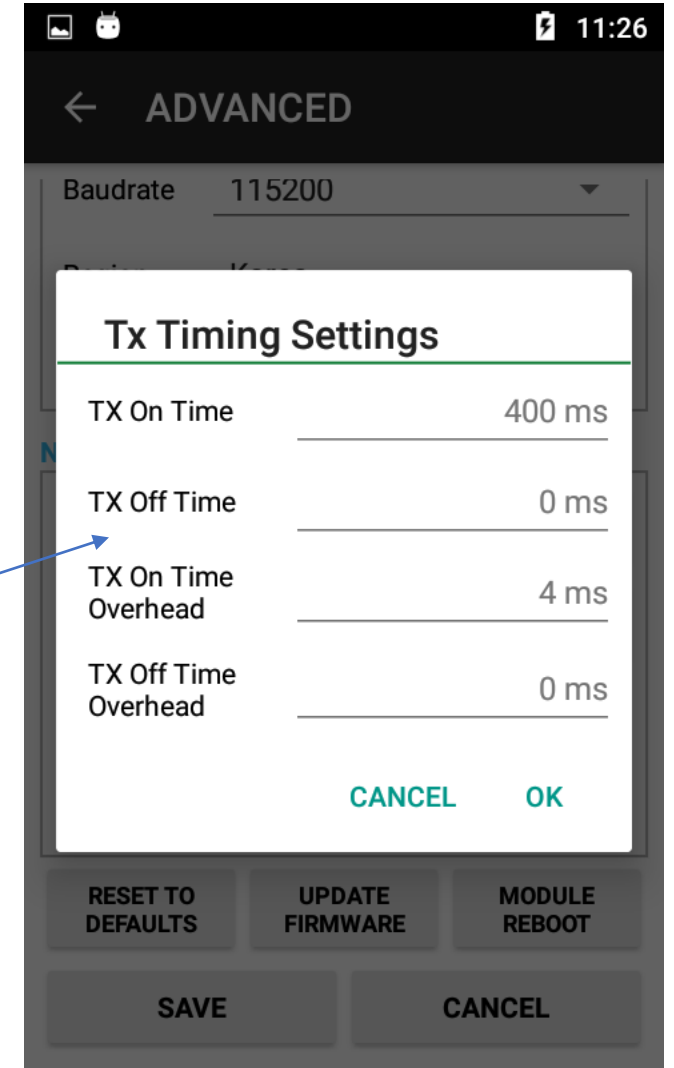 11:26
ADVANCED
Baudrate 115200
Tx Timing Settings
TX On Time 400 ms
TX Off Time 0 ms
TX On Time
Overhead 4 ms
TX Off Time
Overhead 0 ms
CANCEL OK
RESET TO
DEFAULTS
UPDATE
FIRMWARE
MODULE
REBOOT
SAVE CANCEL